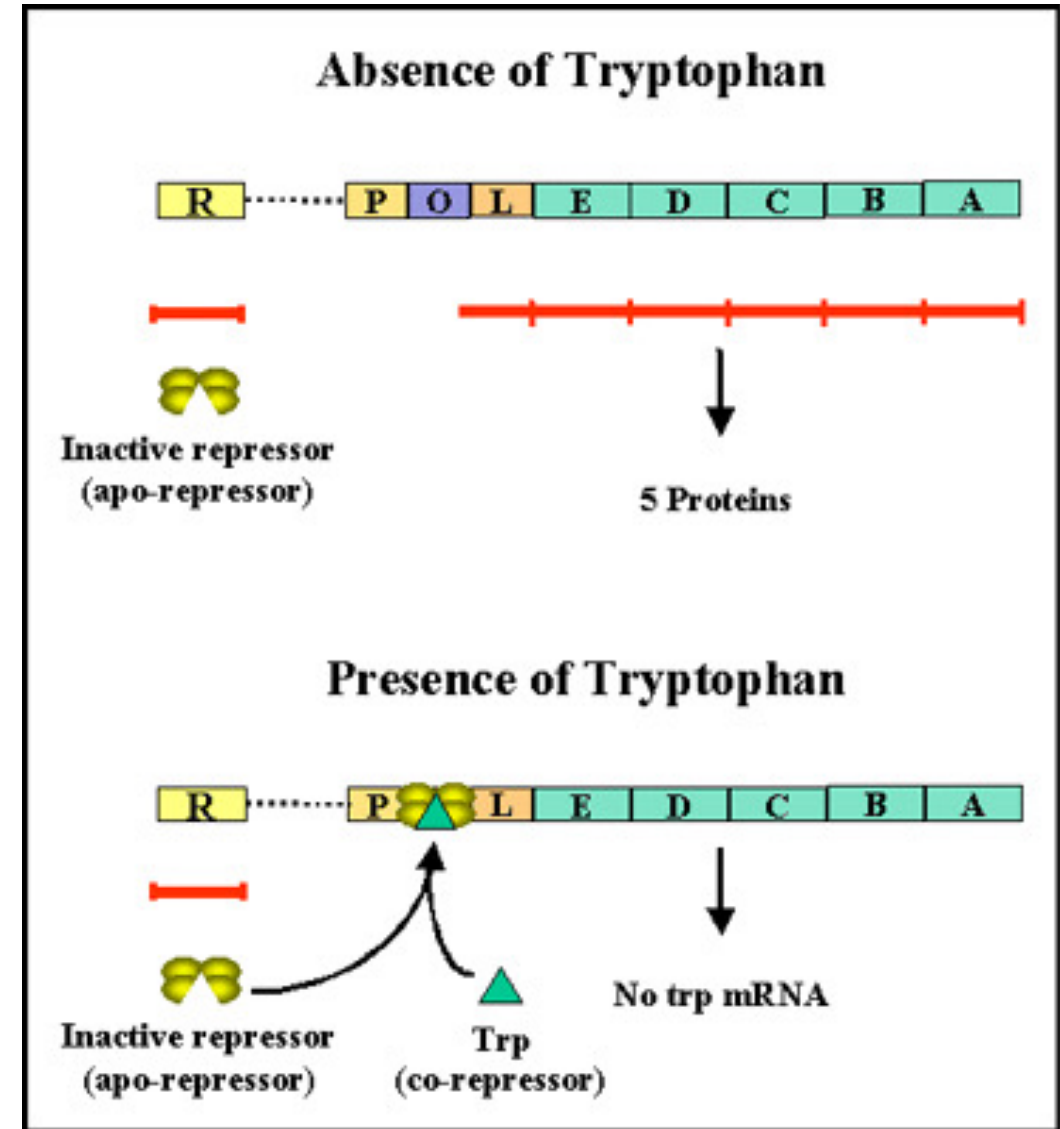 Absence of Tryptophan
R P O L E D C B A
Inactive repressor
(apo-repressor)
5 Proteins
Presence of Tryptophan
R P L E D C B A
No trp mRNA
Inactive repressor
(apo-repressor)
Trp
(co-repressor)